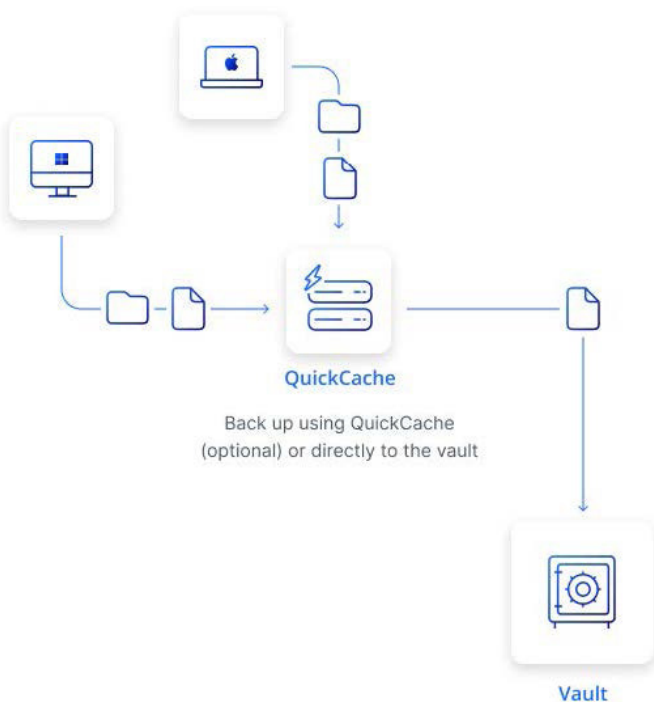 QuickCache
Back up using QuickCache
(optional) or directly to the vault
Vault